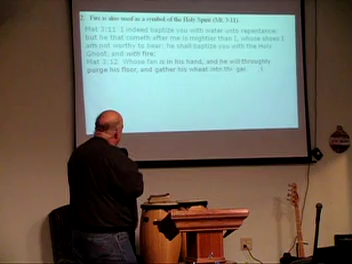 2. Fire is also used as a symbol of the Holy Spirit (Mt. 3:11).
Mat 3:11 I indeed baptize you with water unto repentance:
but he that cometh after me is mightier than I, whose shoes I
am not worthy to bear: he shall baptize you with the Holy
Ghost, and with fire:
Mat 3:12 Whose fan is in his hand, and he will throughly
purge his floor, and gather his wheat into the gar